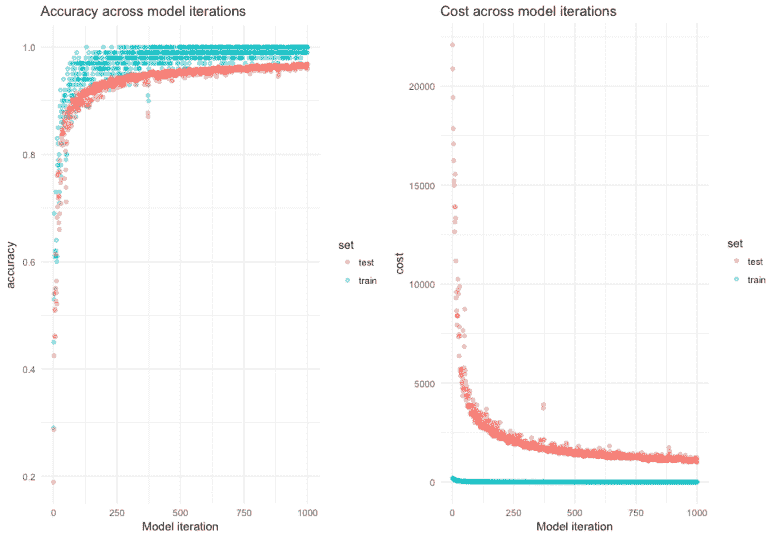 Accuracy across model iterations
1.0
0.8
0.6
0.4
0.2
accuracy
0
250
500
750
1000
Model iteration
set
test
train
Cost across model iterations
20000
15000
10000
5000
0
cost
0
250
500
750
1000
Model iteration
set
test
train